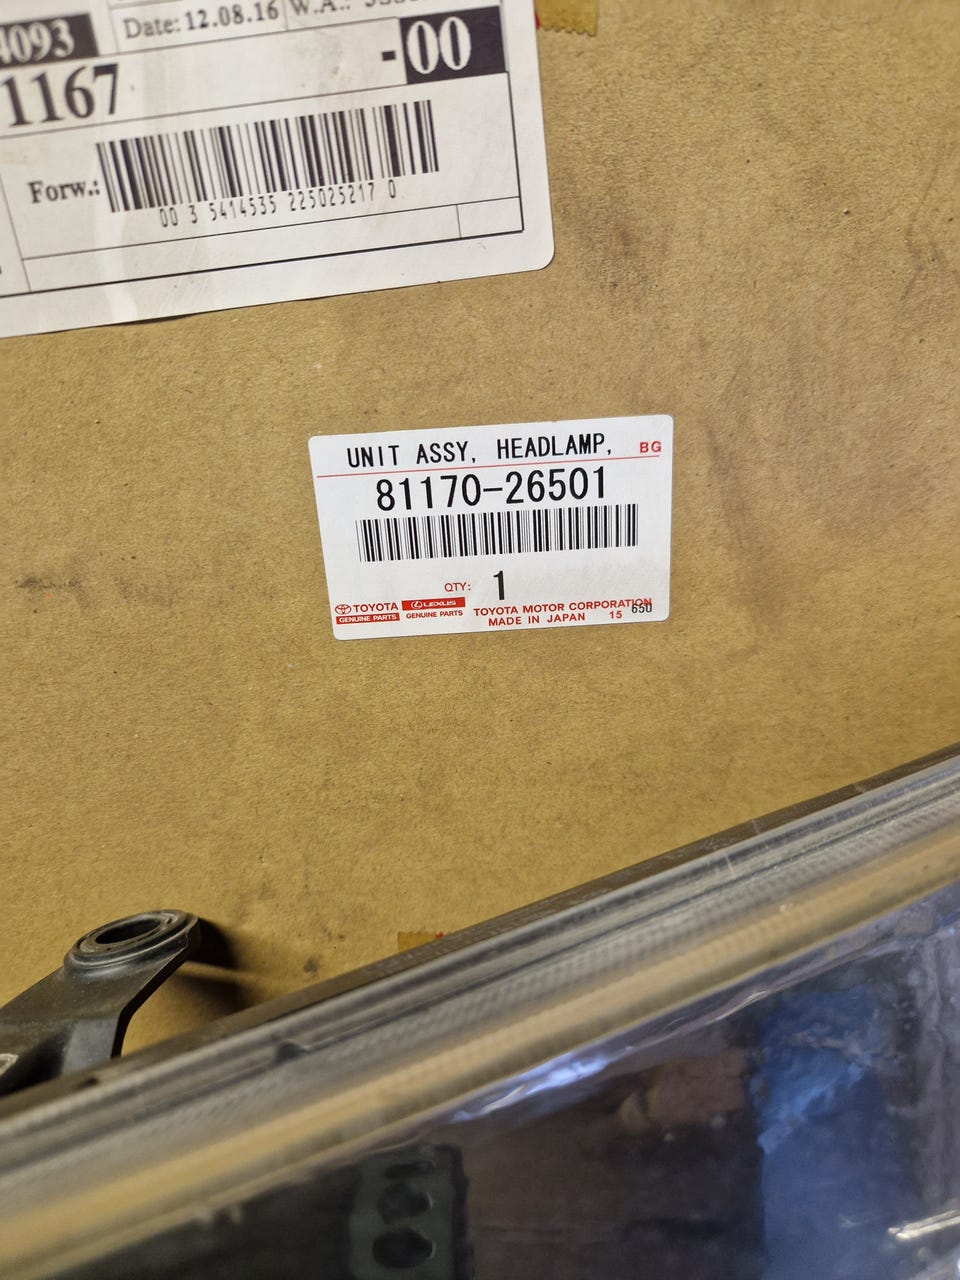 4093
Date: 12.08.16 W.A.:
1167 -00
Forw.:
00 3 5414535 225025217 0
UNIT ASSY, HEADLAMP, BG
81170-26501
QTY: 1
TOYOTA LEXUS TOYOTA MOTOR CORPORATION
GENUINE PARTS GENUINE PARTS MADE IN JAPAN 15 650